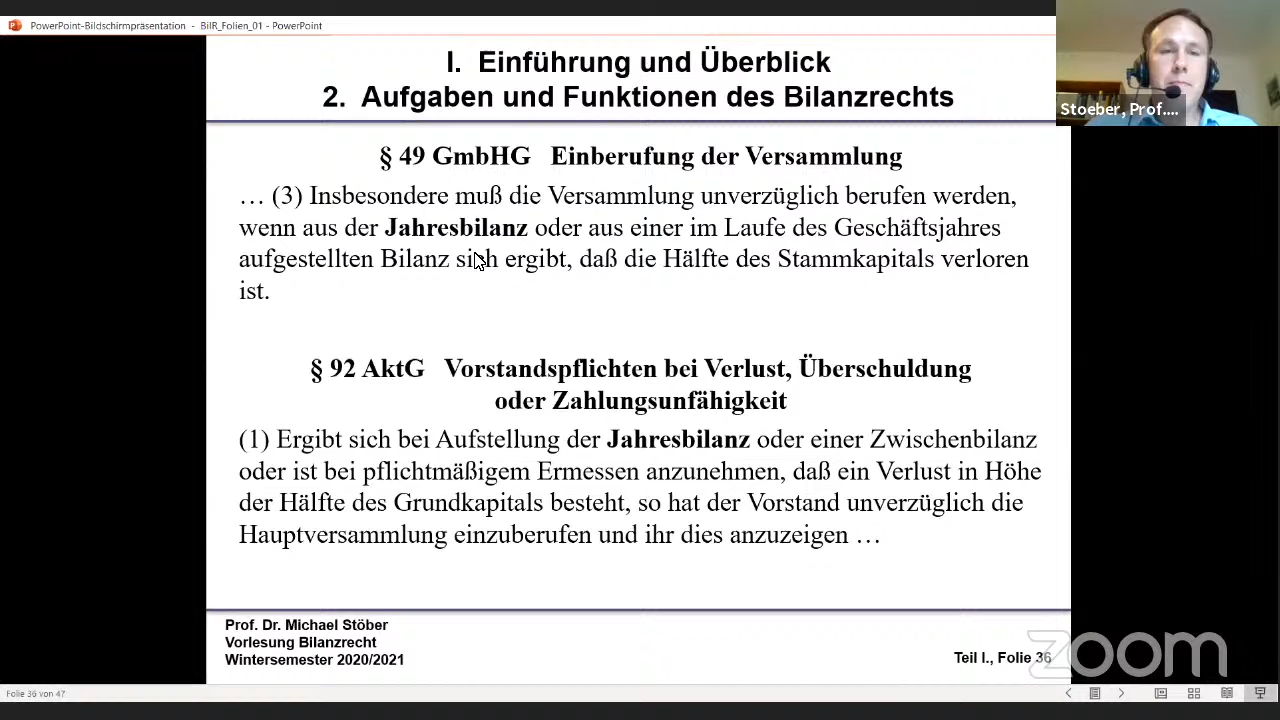 PowerPoint-Bildschirmpräsentation - BilR_Folien_01 - PowerPoint
I. Einführung und Überblick
2. Aufgaben und Funktionen des Bilanzrechts
Stoeber, Prof....
§ 49 GmbHG Einberufung der Versammlung
… (3) Insbesondere muß die Versammlung unverzüglich berufen werden,
wenn aus der Jahresbilanz oder aus einer im Laufe des Geschäftsjahres
aufgestellten Bilanz sich ergibt, daß die Hälfte des Stammkapitals verloren
ist.
§ 92 AktG Vorstandspflichten bei Verlust, Überschuldung
oder Zahlungsunfähigkeit
(1) Ergibt sich bei Aufstellung der Jahresbilanz oder einer Zwischenbilanz
oder ist bei pflichtmäßigem Ermessen anzunehmen, daß ein Verlust in Höhe
der Hälfte des Grundkapitals besteht, so hat der Vorstand unverzüglich die
Hauptversammlung einzuberufen und ihr dies anzuzeigen …
Prof. Dr. Michael Stöber
Vorlesung Bilanzrecht
Wintersemester 2020/2021
Teil I., Folie 36
zoom
Folie 36 von 47